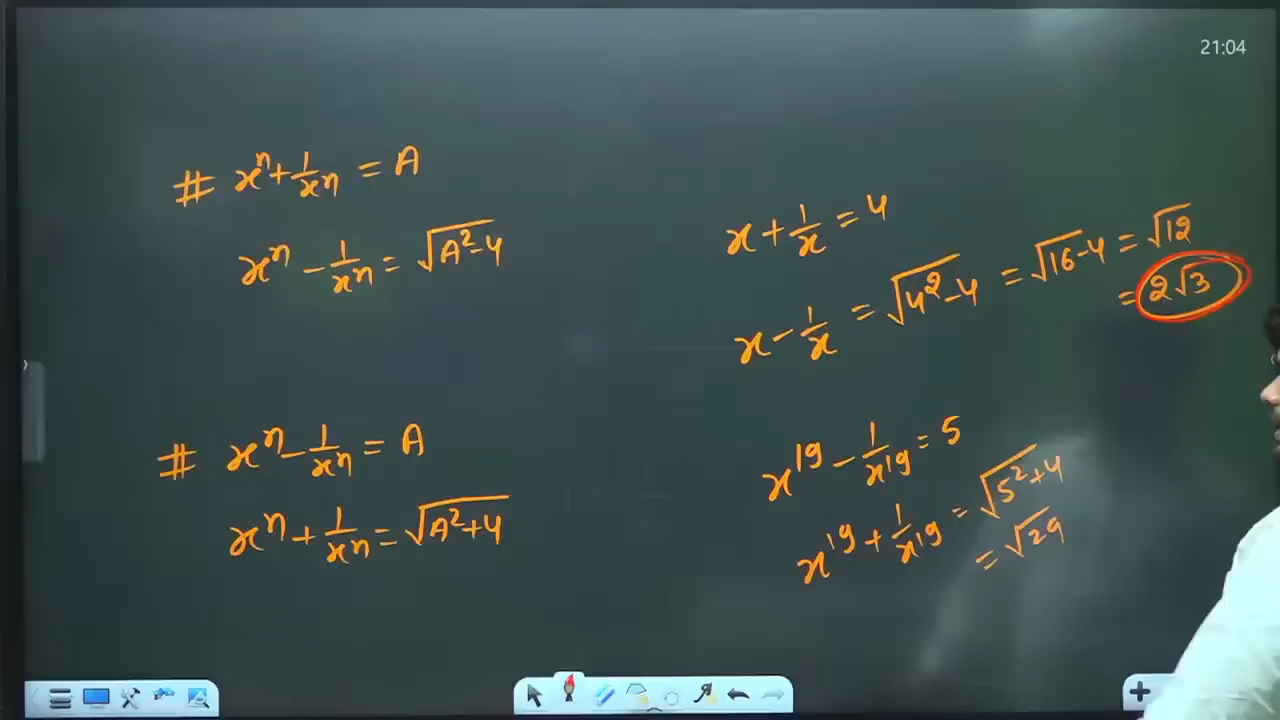 21:04
# xⁿ + 1/xⁿ = A
xⁿ - 1/xⁿ = √(A² - 4)
x + 1/x = 4
x - 1/x = √(4² - 4) = √(16 - 4) = √12
= 2√3
# xⁿ - 1/xⁿ = A
xⁿ + 1/xⁿ = √(A² + 4)
x¹⁹ - 1/x¹⁹ = 5
x¹⁹ + 1/x¹⁹ = √(5² + 4)
= √29